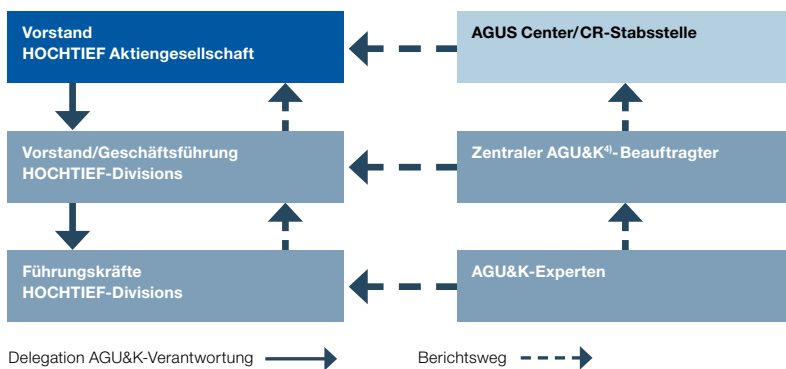 Vorstand
HOCHTIEF Aktiengesellschaft
AGUS Center/CR-Stabsstelle
Vorstand/Geschäftsführung
HOCHTIEF-Divisions
Zentraler AGU&K⁴⁾-Beauftragter
Führungskräfte
HOCHTIEF-Divisions
AGU&K-Experten
Delegation AGU&K-Verantwortung
Berichtsweg